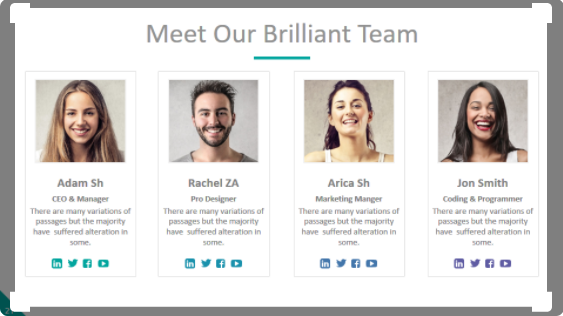 Meet Our Brilliant Team
Adam Sh
CEO & Manager
There are many variations of
passages but the majority
have suffered alteration in
some.
Rachel ZA
Pro Designer
There are many variations of
passages but the majority
have suffered alteration in
some.
Arica Sh
Marketing Manger
There are many variations of
passages but the majority
have suffered alteration in
some.
Jon Smith
Coding & Programmer
There are many variations of
passages but the majority
have suffered alteration in
some.